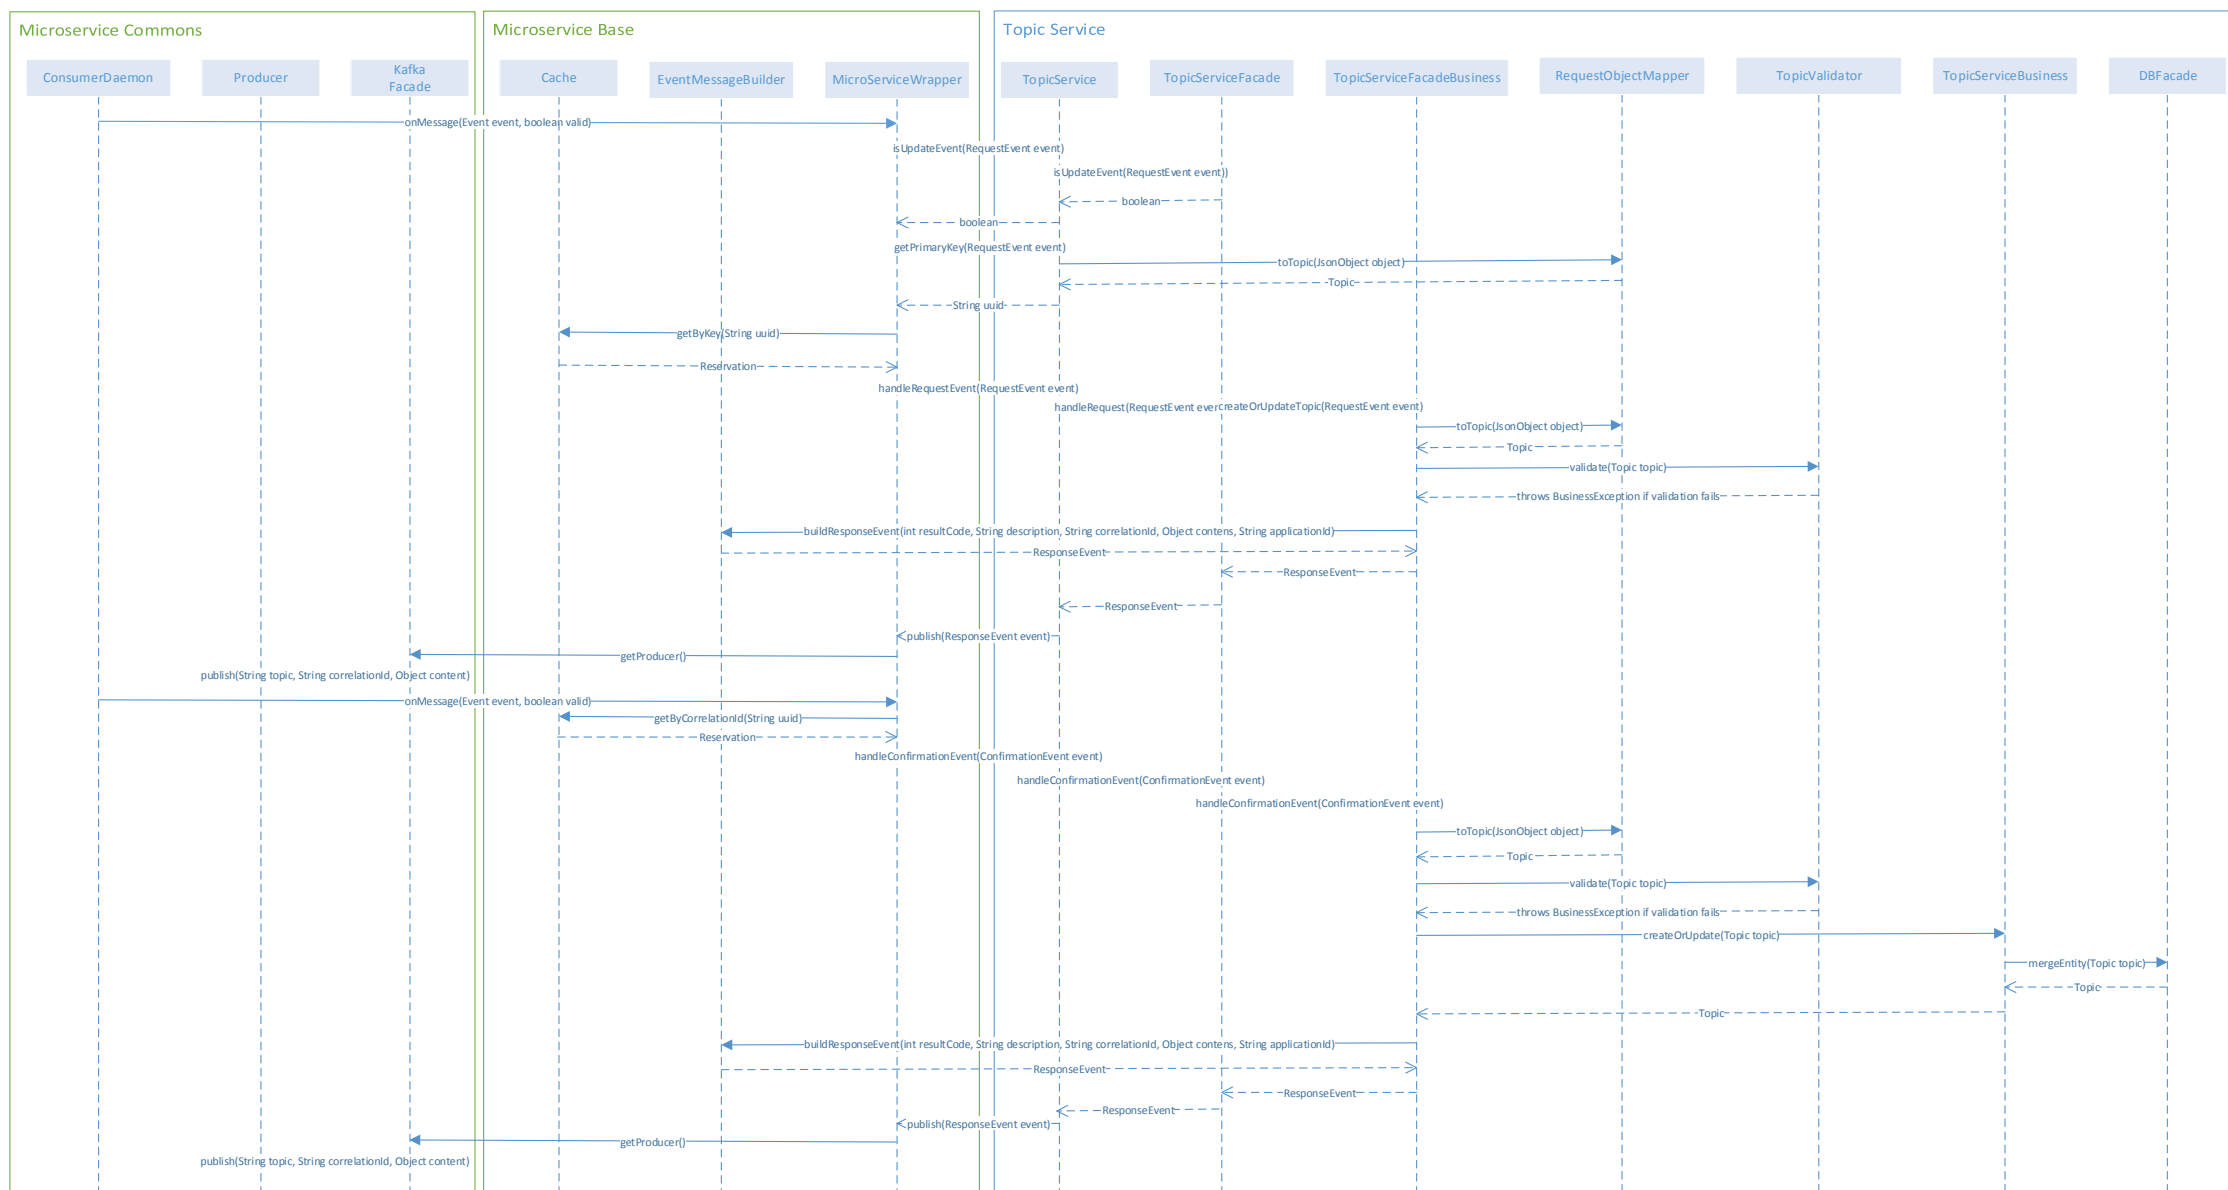 Microservice Commons
Microservice Base
Topic Service
ConsumerDaemon
Producer
Kafka
Facade
Cache
EventMessageBuilder
MicroServiceWrapper
TopicService
TopicServiceFacade
TopicServiceFacadeBusiness
RequestObjectMapper
TopicValidator
TopicServiceBusiness
DBFacade
onMessage(Event event, boolean valid)
isUpdateEvent(RequestEvent event)
isUpdateEvent(RequestEvent event))
boolean
boolean
getPrimaryKey(RequestEvent event)
toTopic(JsonObject object)
Topic
String uuid
getByKey(String uuid)
Reservation
handleRequestEvent(RequestEvent event)
handleRequest(RequestEvent ever
createOrUpdateTopic(RequestEvent event)
toTopic(JsonObject object)
Topic
validate(Topic topic)
throws BusinessException if validation fails
buildResponseEvent(int resultCode, String description, String correlationId, Object contens, String applicationId)
ResponseEvent
ResponseEvent
ResponseEvent
publish(ResponseEvent event)
getProducer()
publish(String topic, String correlationId, Object content)
onMessage(Event event, boolean valid)
getByCorrelationId(String uuid)
Reservation
handleConfirmationEvent(ConfirmationEvent event)
handleConfirmationEvent(ConfirmationEvent event)
handleConfirmationEvent(ConfirmationEvent event)
toTopic(JsonObject object)
Topic
validate(Topic topic)
throws BusinessException if validation fails
createOrUpdate(Topic topic)
mergeEntity(Topic topic)
Topic
Topic
buildResponseEvent(int resultCode, String description, String correlationId, Object contens, String applicationId)
ResponseEvent
ResponseEvent
ResponseEvent
publish(ResponseEvent event)
getProducer()
publish(String topic, String correlationId, Object content)